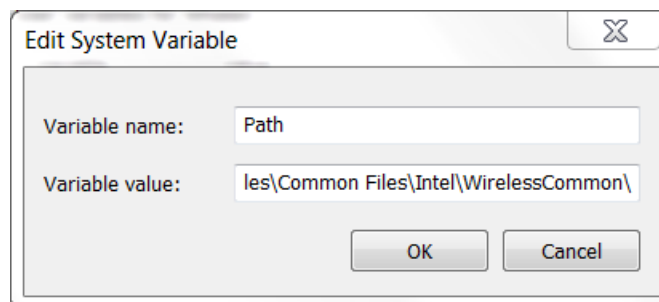 Edit System Variable
Variable name: Path
Variable value: les\Common Files\Intel\WirelessCommon\
OK Cancel